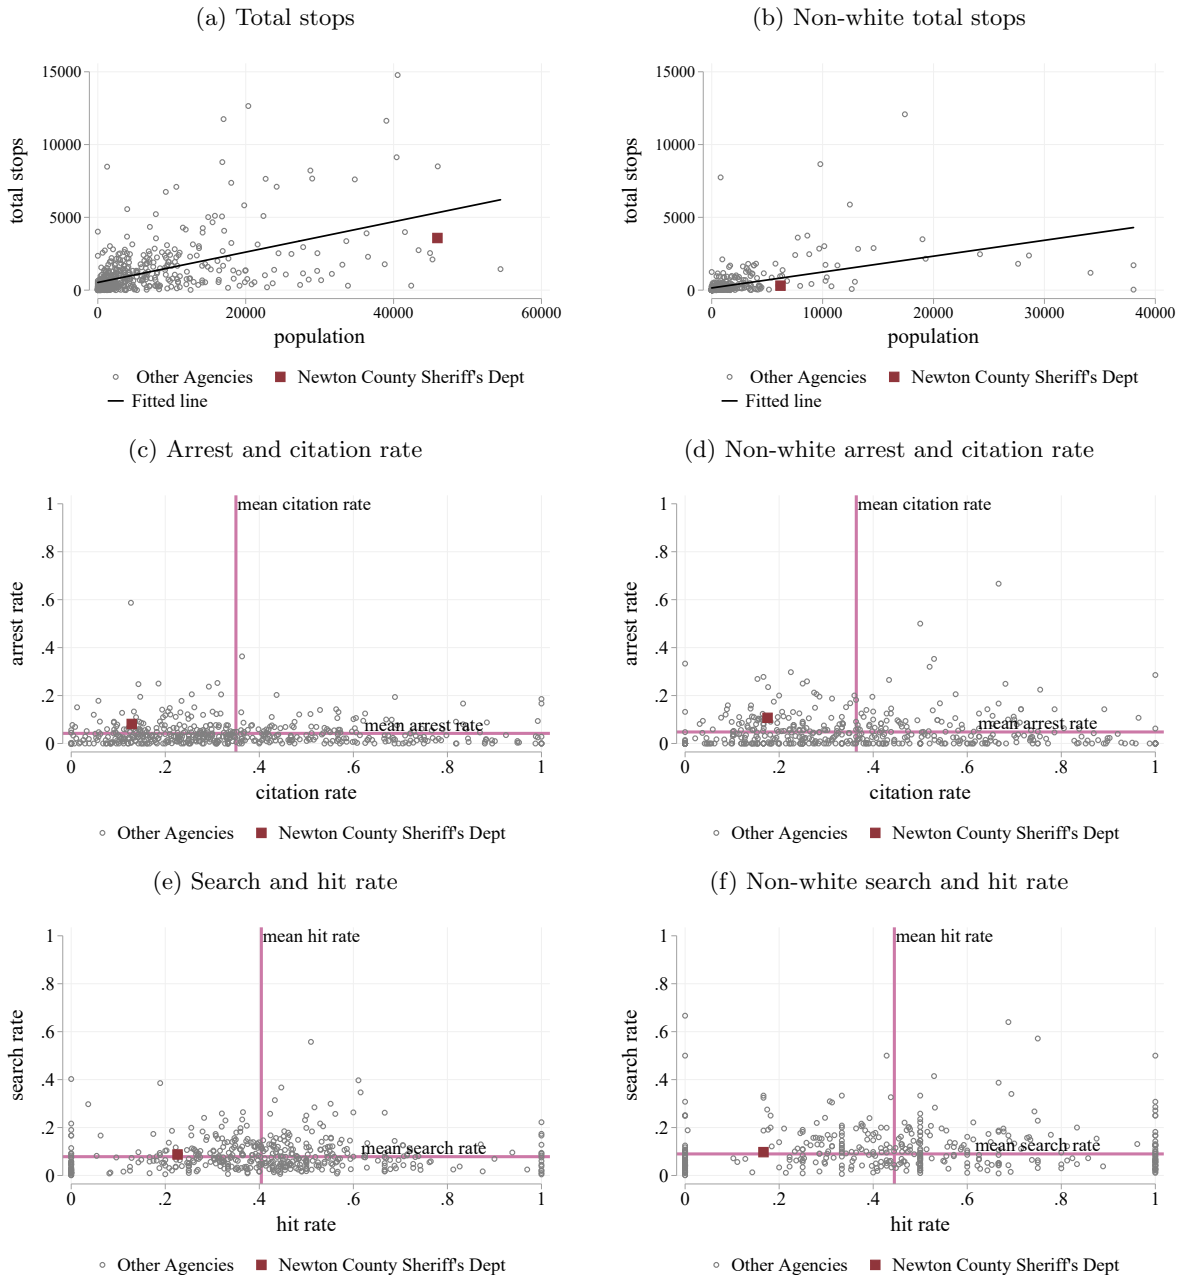 (a) Total stops
(b) Non-white total stops
15000
10000
5000
0
total stops
0 20000 40000 60000
population
Other Agencies Newton County Sheriff's Dept
Fitted line
15000
10000
5000
0
total stops
0 10000 20000 30000 40000
population
Other Agencies Newton County Sheriff's Dept
Fitted line
(c) Arrest and citation rate
(d) Non-white arrest and citation rate
1
.8
.6
.4
.2
0
arrest rate
mean citation rate
mean arrest rate
0 .2 .4 .6 .8 1
citation rate
Other Agencies Newton County Sheriff's Dept
1
.8
.6
.4
.2
0
arrest rate
mean citation rate
mean arrest rate
0 .2 .4 .6 .8 1
citation rate
Other Agencies Newton County Sheriff's Dept
(e) Search and hit rate
(f) Non-white search and hit rate
1
.8
.6
.4
.2
0
search rate
mean hit rate
mean search rate
0 .2 .4 .6 .8 1
hit rate
Other Agencies Newton County Sheriff's Dept
1
.8
.6
.4
.2
0
search rate
mean hit rate
mean search rate
0 .2 .4 .6 .8 1
hit rate
Other Agencies Newton County Sheriff's Dept